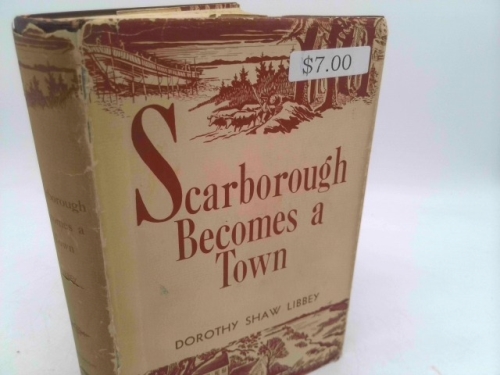 $7.00
Scarborough
Becomes a
Town
DOROTHY SHAW LIBBEY